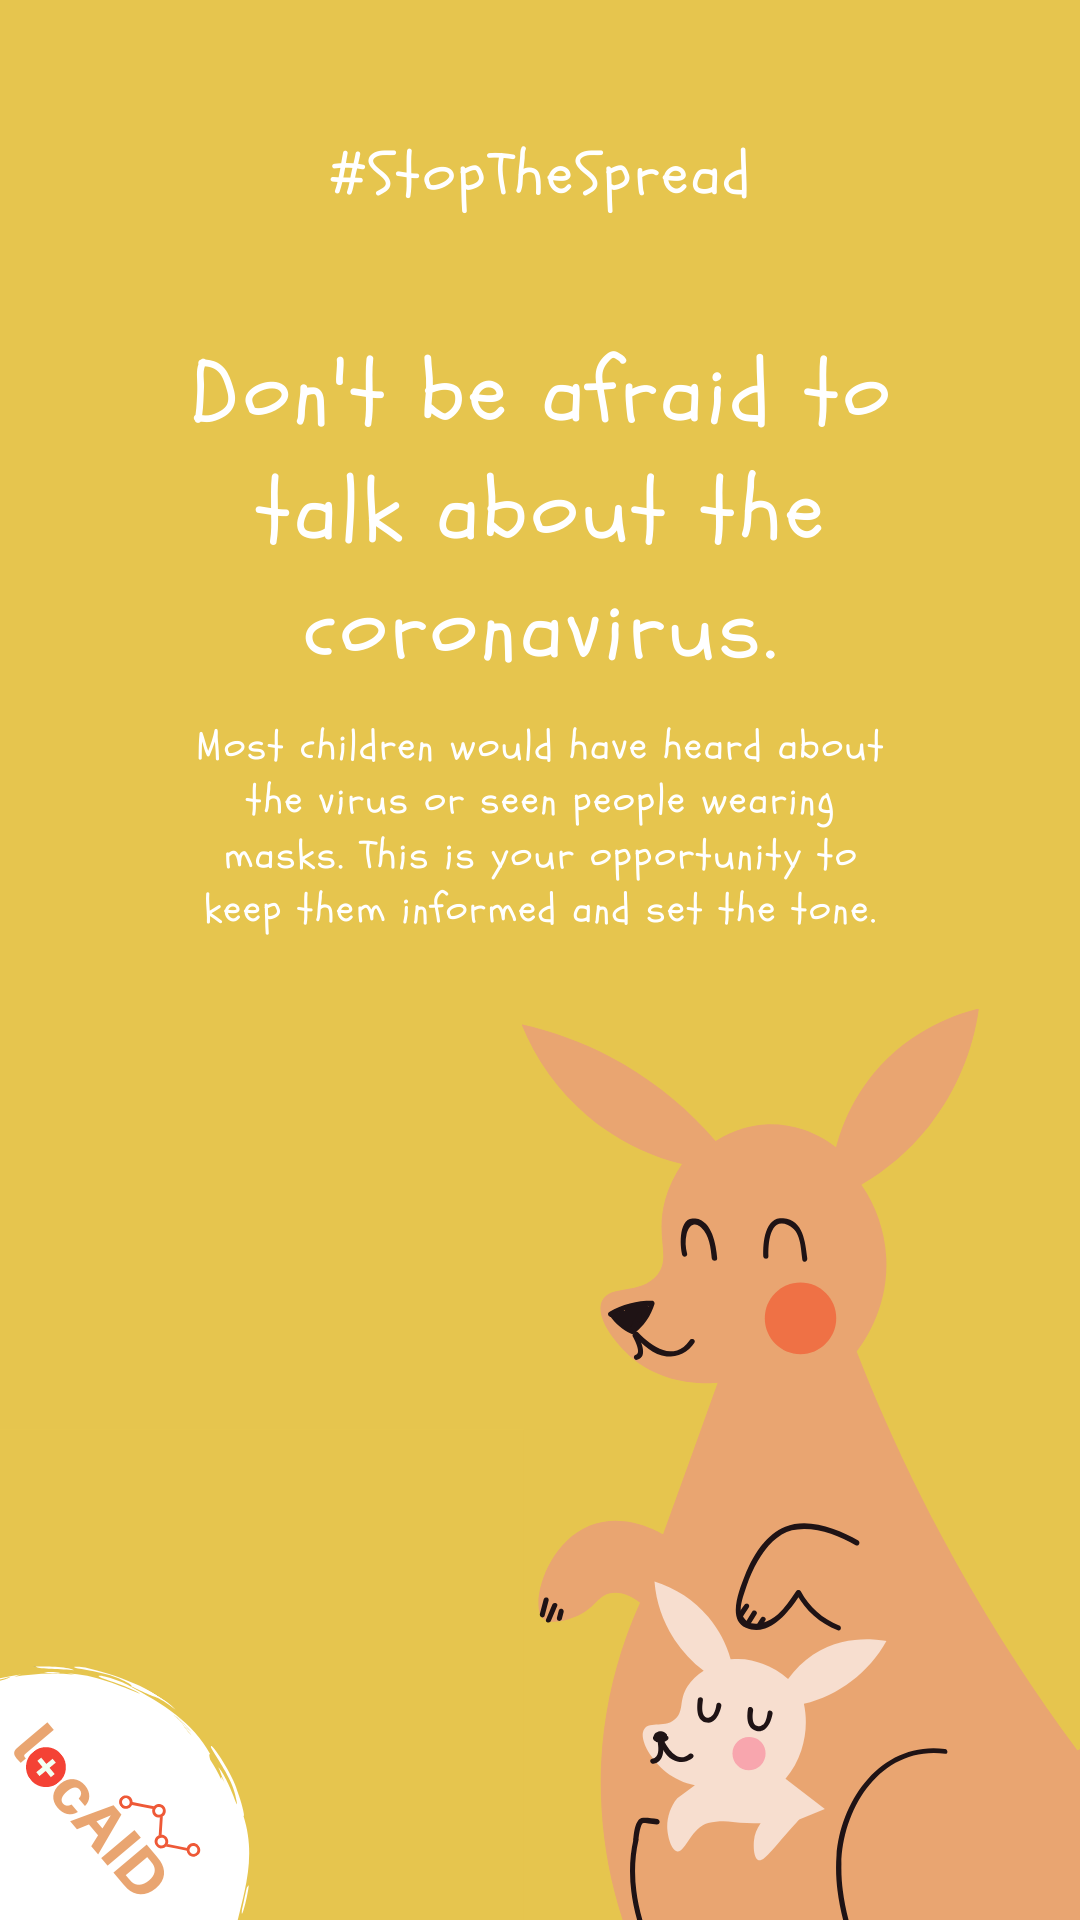 #StopTheSpread
Don't be afraid to
talk about the
coronavirus.
Most children would have heard about
the virus or seen people wearing
masks. This is your opportunity to
keep them informed and set the tone.
locAID